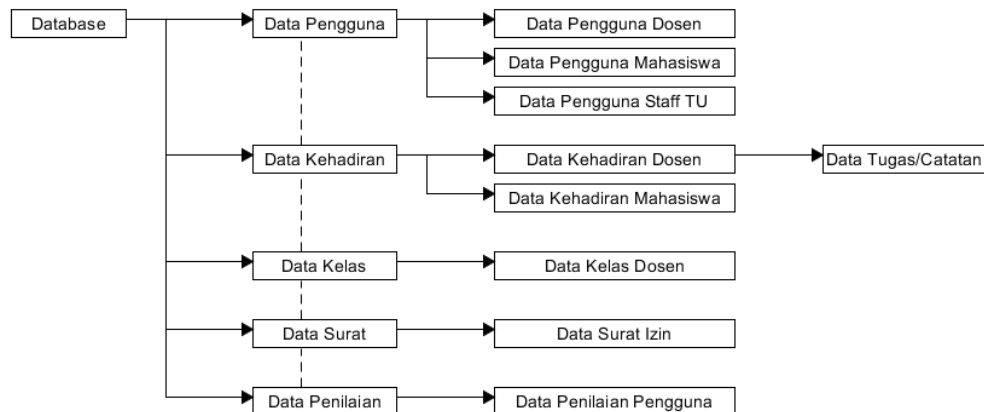 Database
Data Pengguna
Data Pengguna Dosen
Data Pengguna Mahasiswa
Data Pengguna Staff TU
Data Kehadiran
Data Kehadiran Dosen
Data Tugas/Catatan
Data Kehadiran Mahasiswa
Data Kelas
Data Kelas Dosen
Data Surat
Data Surat Izin
Data Penilaian
Data Penilaian Pengguna